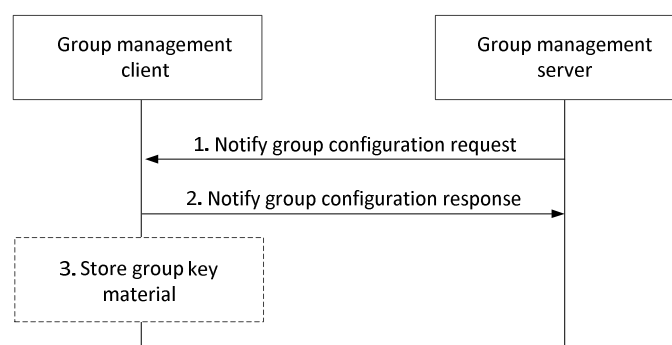 Group management
client
Group management
server
1. Notify group configuration request
2. Notify group configuration response
3. Store group key
material